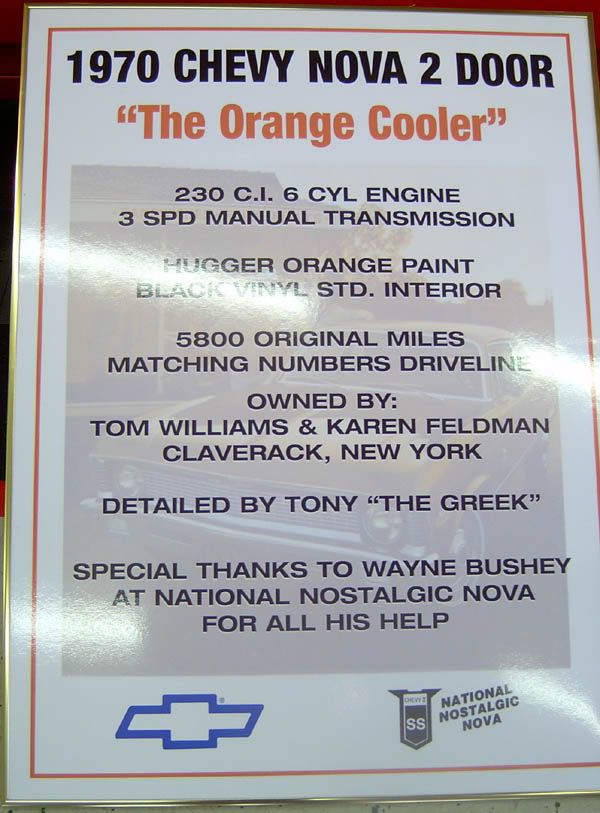 1970 CHEVY NOVA 2 DOOR
“The Orange Cooler”
230 C.I. 6 CYL ENGINE
3 SPD MANUAL TRANSMISSION
HUGGER ORANGE PAINT
BLACK VINYL STD. INTERIOR
5800 ORIGINAL MILES
MATCHING NUMBERS DRIVELINE
OWNED BY:
TOM WILLIAMS & KAREN FELDMAN
CLAVERACK, NEW YORK
DETAILED BY TONY “THE GREEK”
SPECIAL THANKS TO WAYNE BUSHEY
AT NATIONAL NOSTALGIC NOVA
FOR ALL HIS HELP
®
CHEVY II
SS
NATIONAL
NOSTALGIC
NOVA